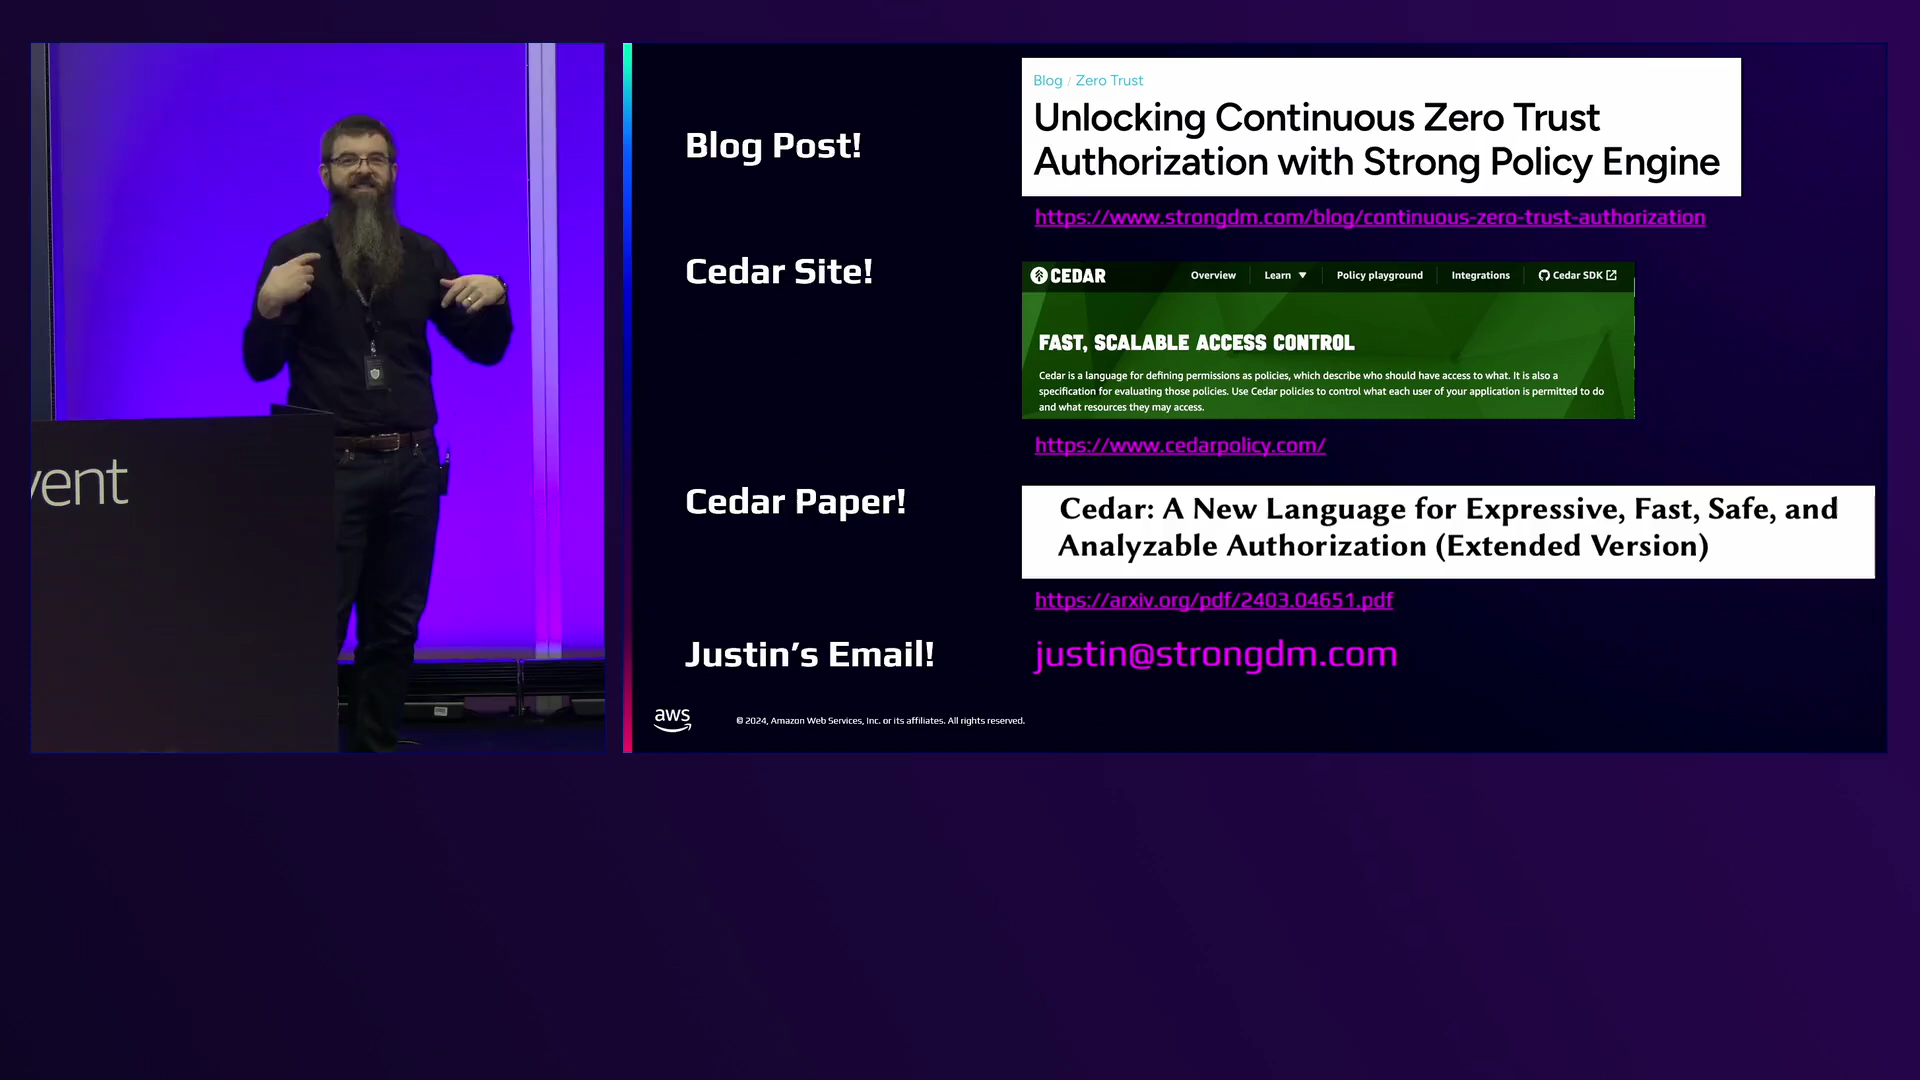 vent
Blog Post!
Blog / Zero Trust
Unlocking Continuous Zero Trust
Authorization with Strong Policy Engine
https://www.strongdm.com/blog/continuous-zero-trust-authorization
Cedar Site!
CEDAR
Overview
Learn
Policy playground
Integrations
Cedar SDK
FAST, SCALABLE ACCESS CONTROL
Cedar is a language for defining permissions as policies, which describe who should have access to what. It is also a
specification for evaluating those policies. Use Cedar policies to control what each user of your application is permitted to do
and what resources they may access.
https://www.cedarpolicy.com/
Cedar Paper!
Cedar: A New Language for Expressive, Fast, Safe, and
Analyzable Authorization (Extended Version)
https://arxiv.org/pdf/2403.04651.pdf
Justin's Email!
justin@strongdm.com
aws
© 2024, Amazon Web Services, Inc. or its affiliates. All rights reserved.